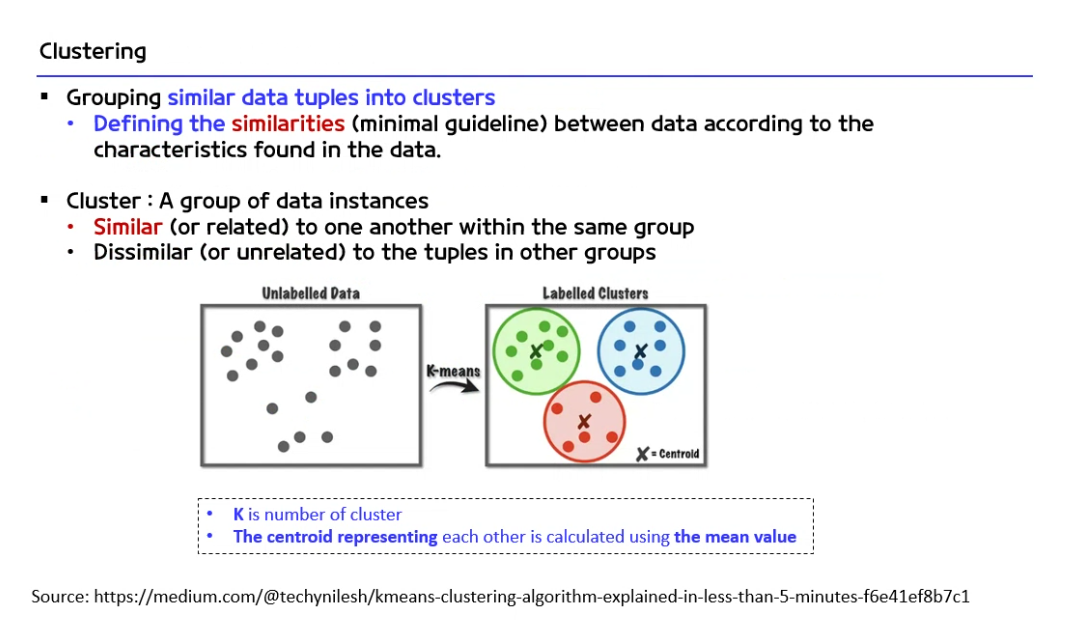 Clustering
▪ Grouping similar data tuples into clusters
• Defining the similarities (minimal guideline) between data according to the
characteristics found in the data.
▪ Cluster : A group of data instances
• Similar (or related) to one another within the same group
• Dissimilar (or unrelated) to the tuples in other groups
Unlabelled Data
Labelled Clusters
K-means
X = Centroid
• K is number of cluster
• The centroid representing each other is calculated using the mean value
Source: https://medium.com/@techynilesh/kmeans-clustering-algorithm-explained-in-less-than-5-minutes-f6e41ef8b7c1